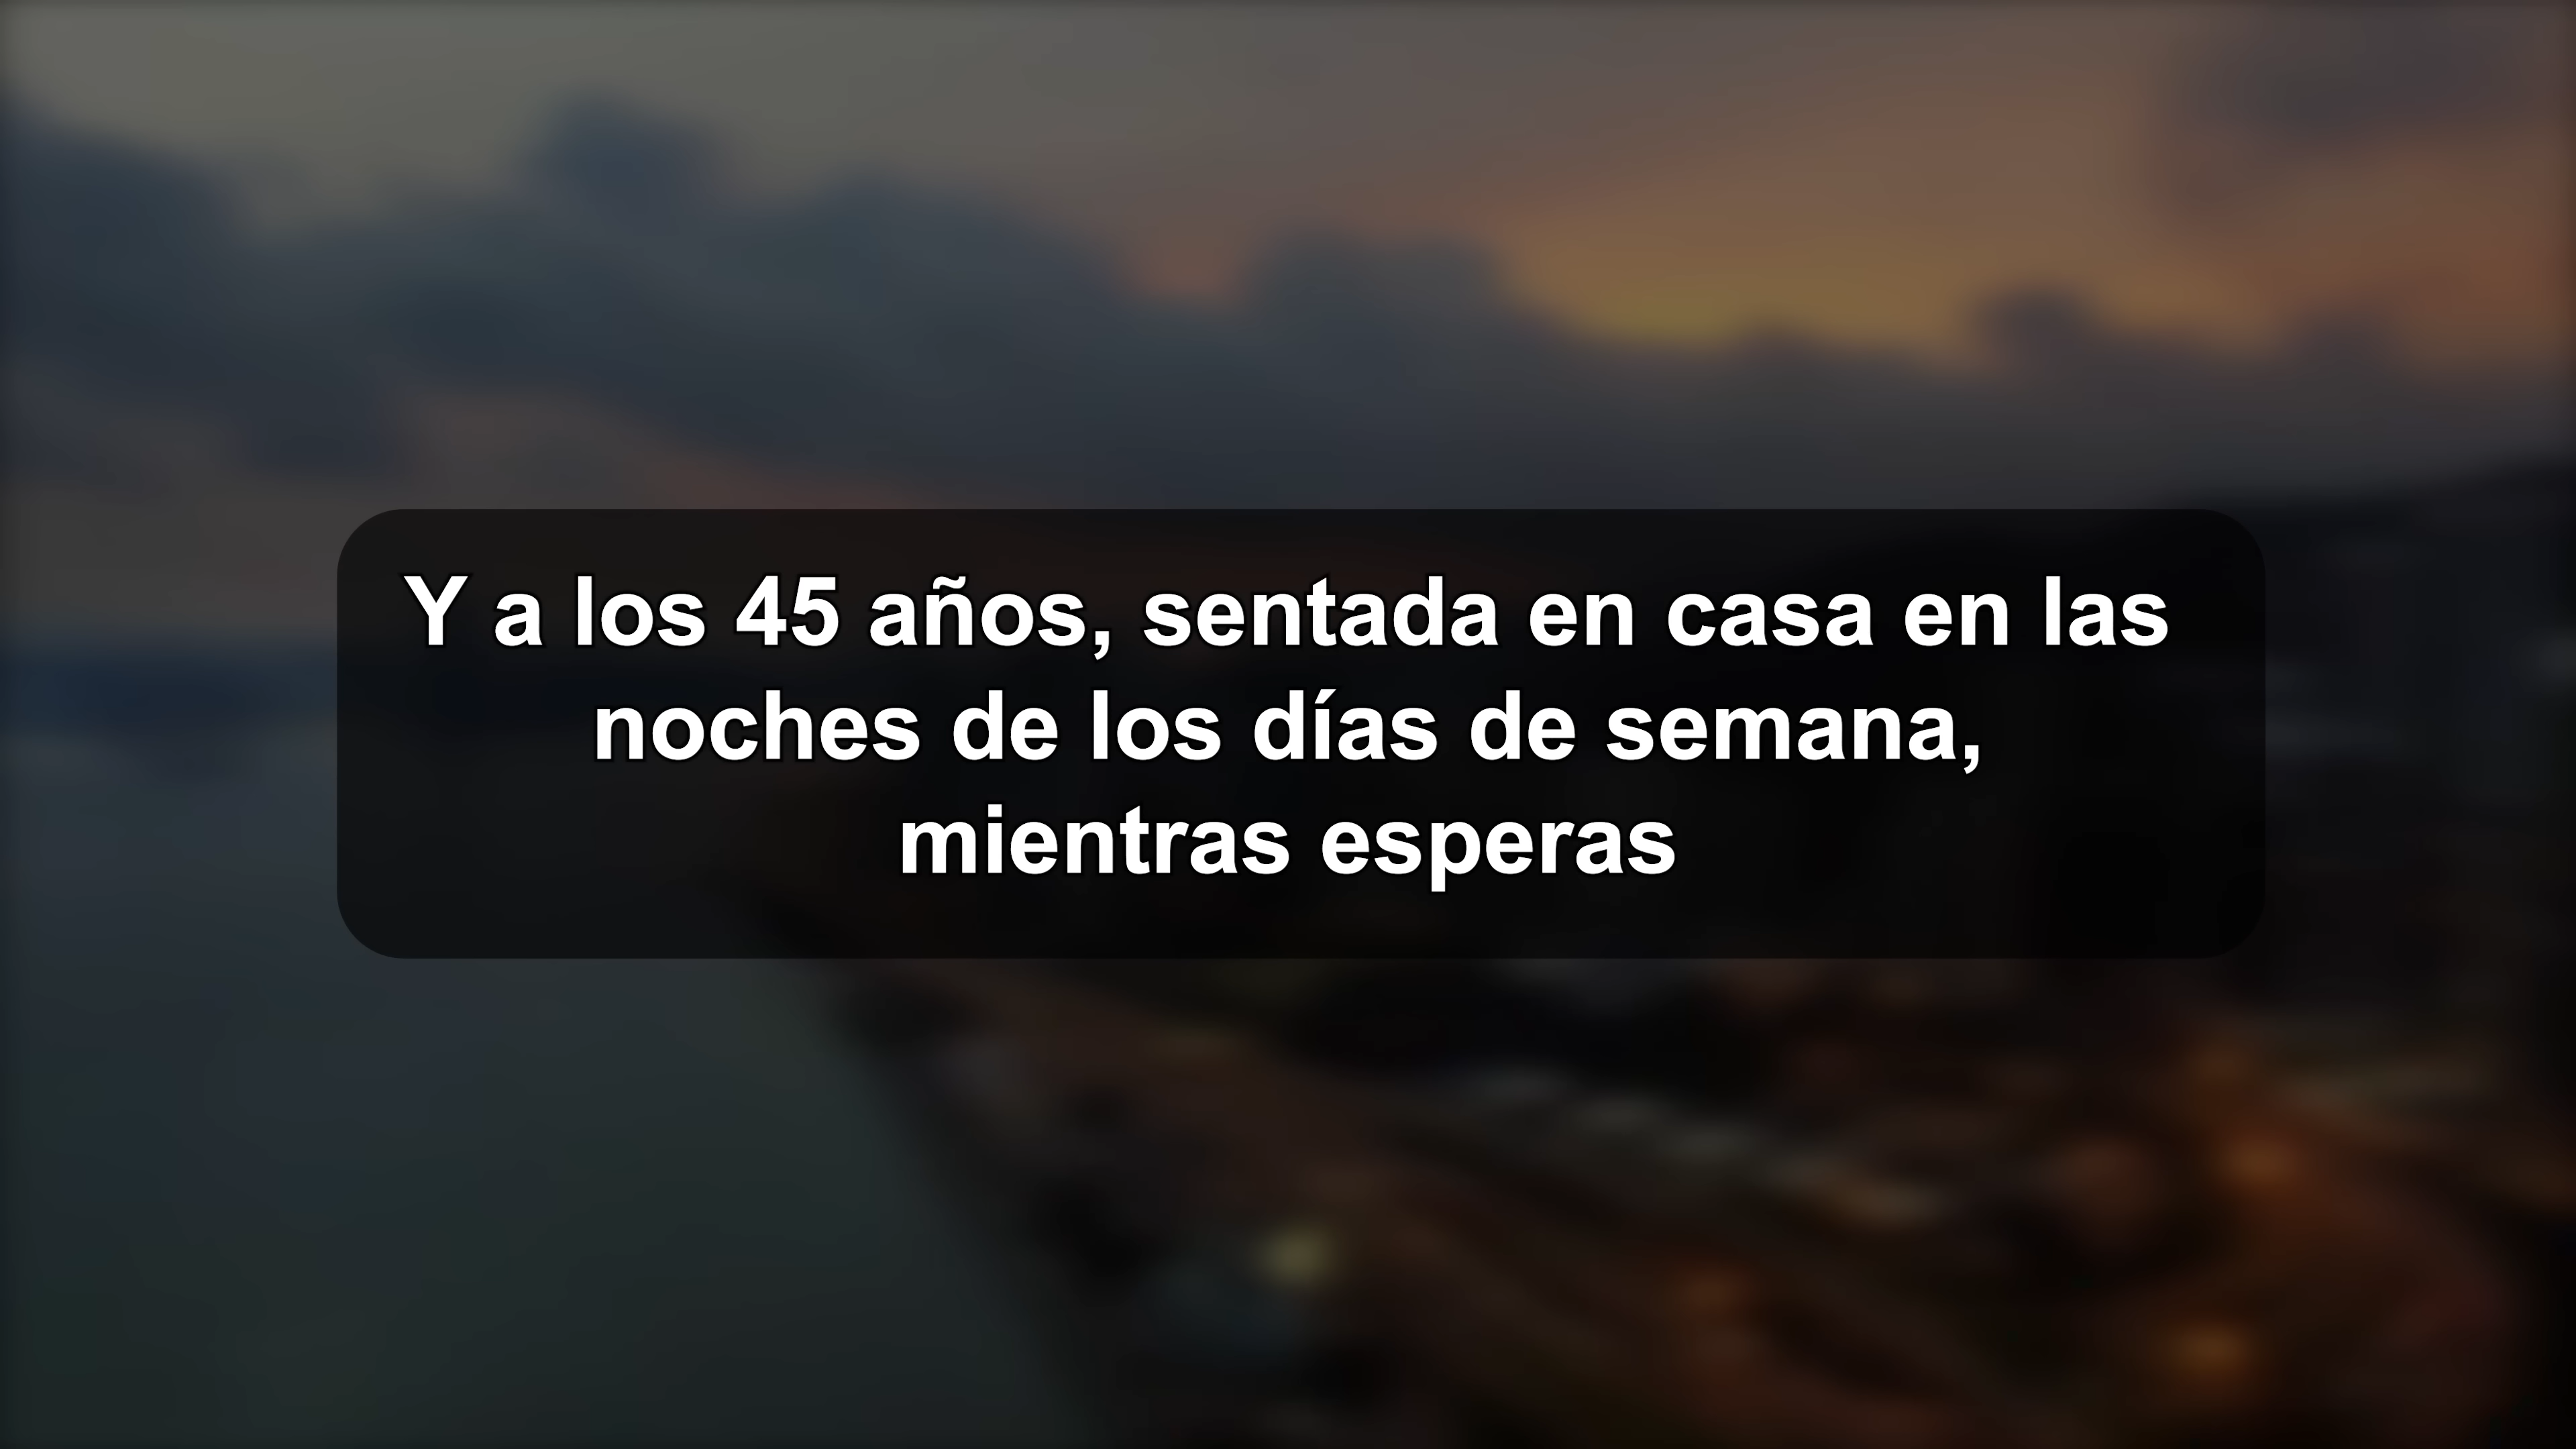 Y a los 45 años, sentada en casa en las
noches de los días de semana,
mientras esperas